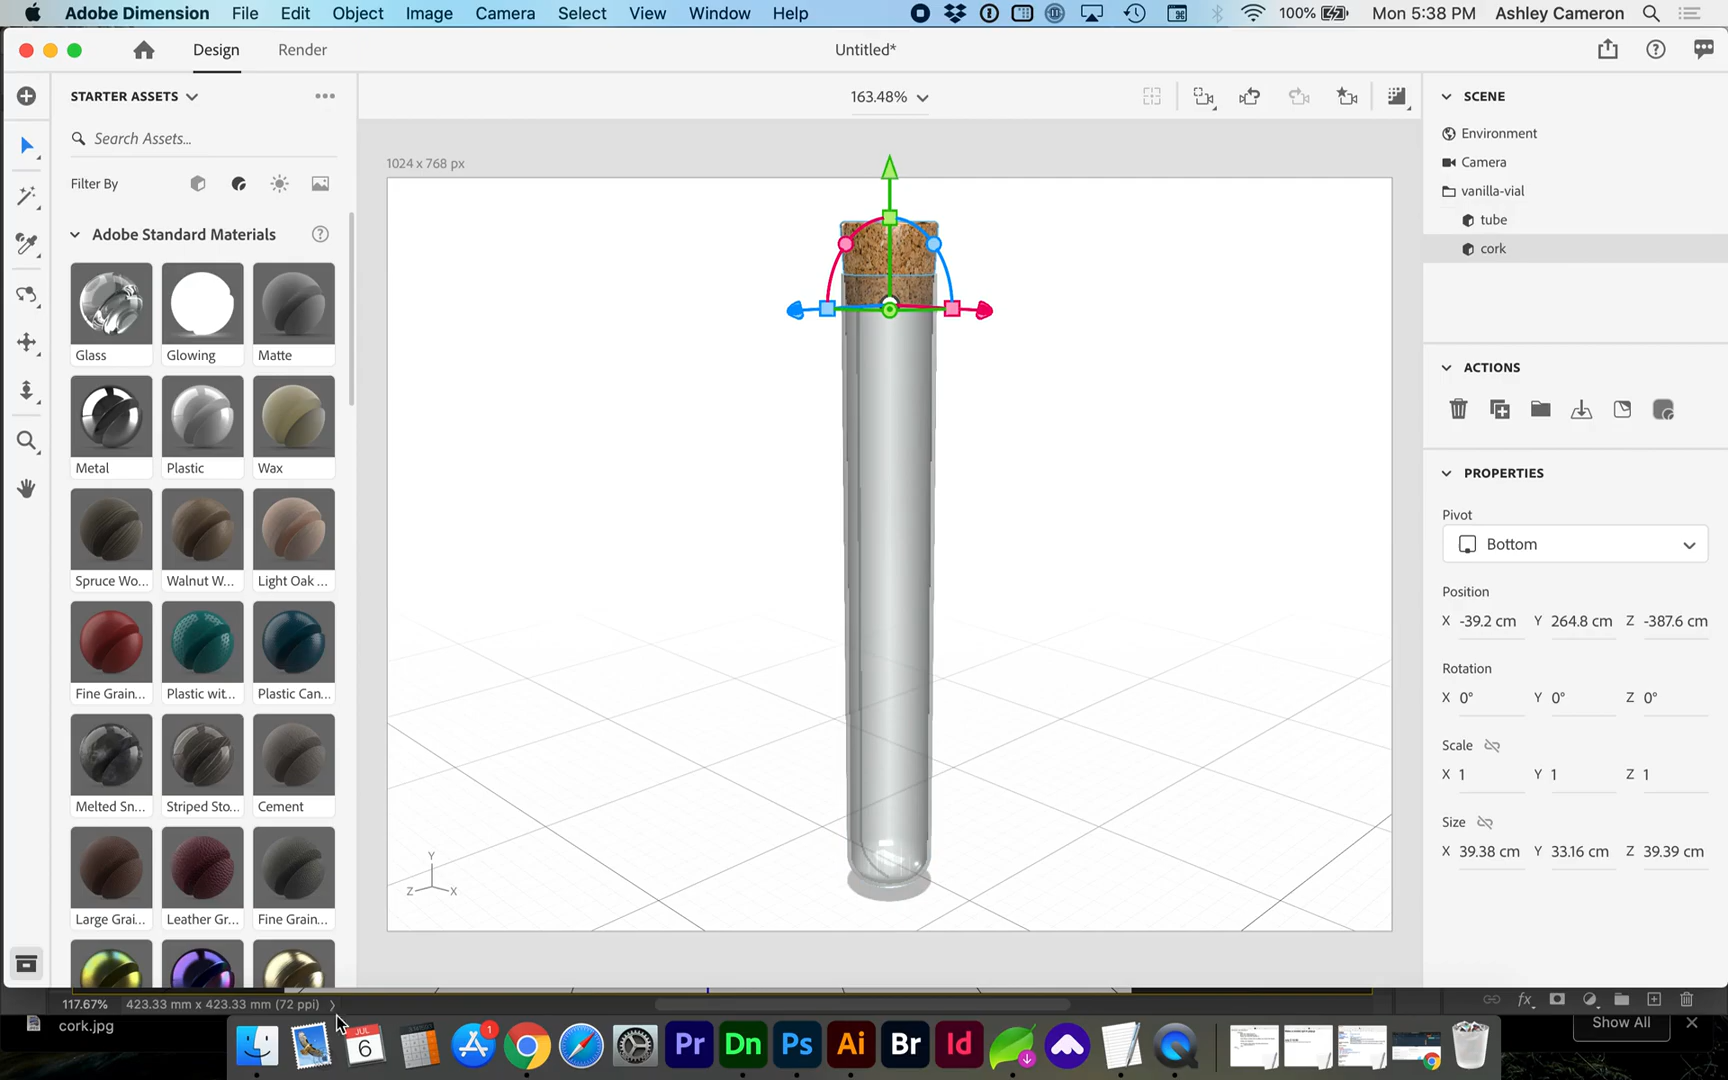 Adobe Dimension File Edit Object Image Camera Select View Window Help 100% Mon 5:38 PM Ashley Cameron
Design Render Untitled*
STARTER ASSETS
Search Assets...
Filter By
Adobe Standard Materials
Glass Glowing Matte
Metal Plastic Wax
Spruce Wo... Walnut W... Light Oak ...
Fine Grain... Plastic wit... Plastic Can...
Melted Sn... Striped Sto... Cement
Large Grai... Leather Gr... Fine Grain...
163.48%
1024 x 768 px
Y
Z X
SCENE
Environment
Camera
vanilla-vial
tube
cork
ACTIONS
PROPERTIES
Pivot
Bottom
Position
X -39.2 cm Y 264.8 cm Z -387.6 cm
Rotation
X 0° Y 0° Z 0°
Scale
X 1 Y 1 Z 1
Size
X 39.38 cm Y 33.16 cm Z 39.39 cm
117.67% 423.33 mm x 423.33 mm (72 ppi)
fx
cork.jpg
Show All
JUL
6
1
Pr Dn Ps Ai Br Id